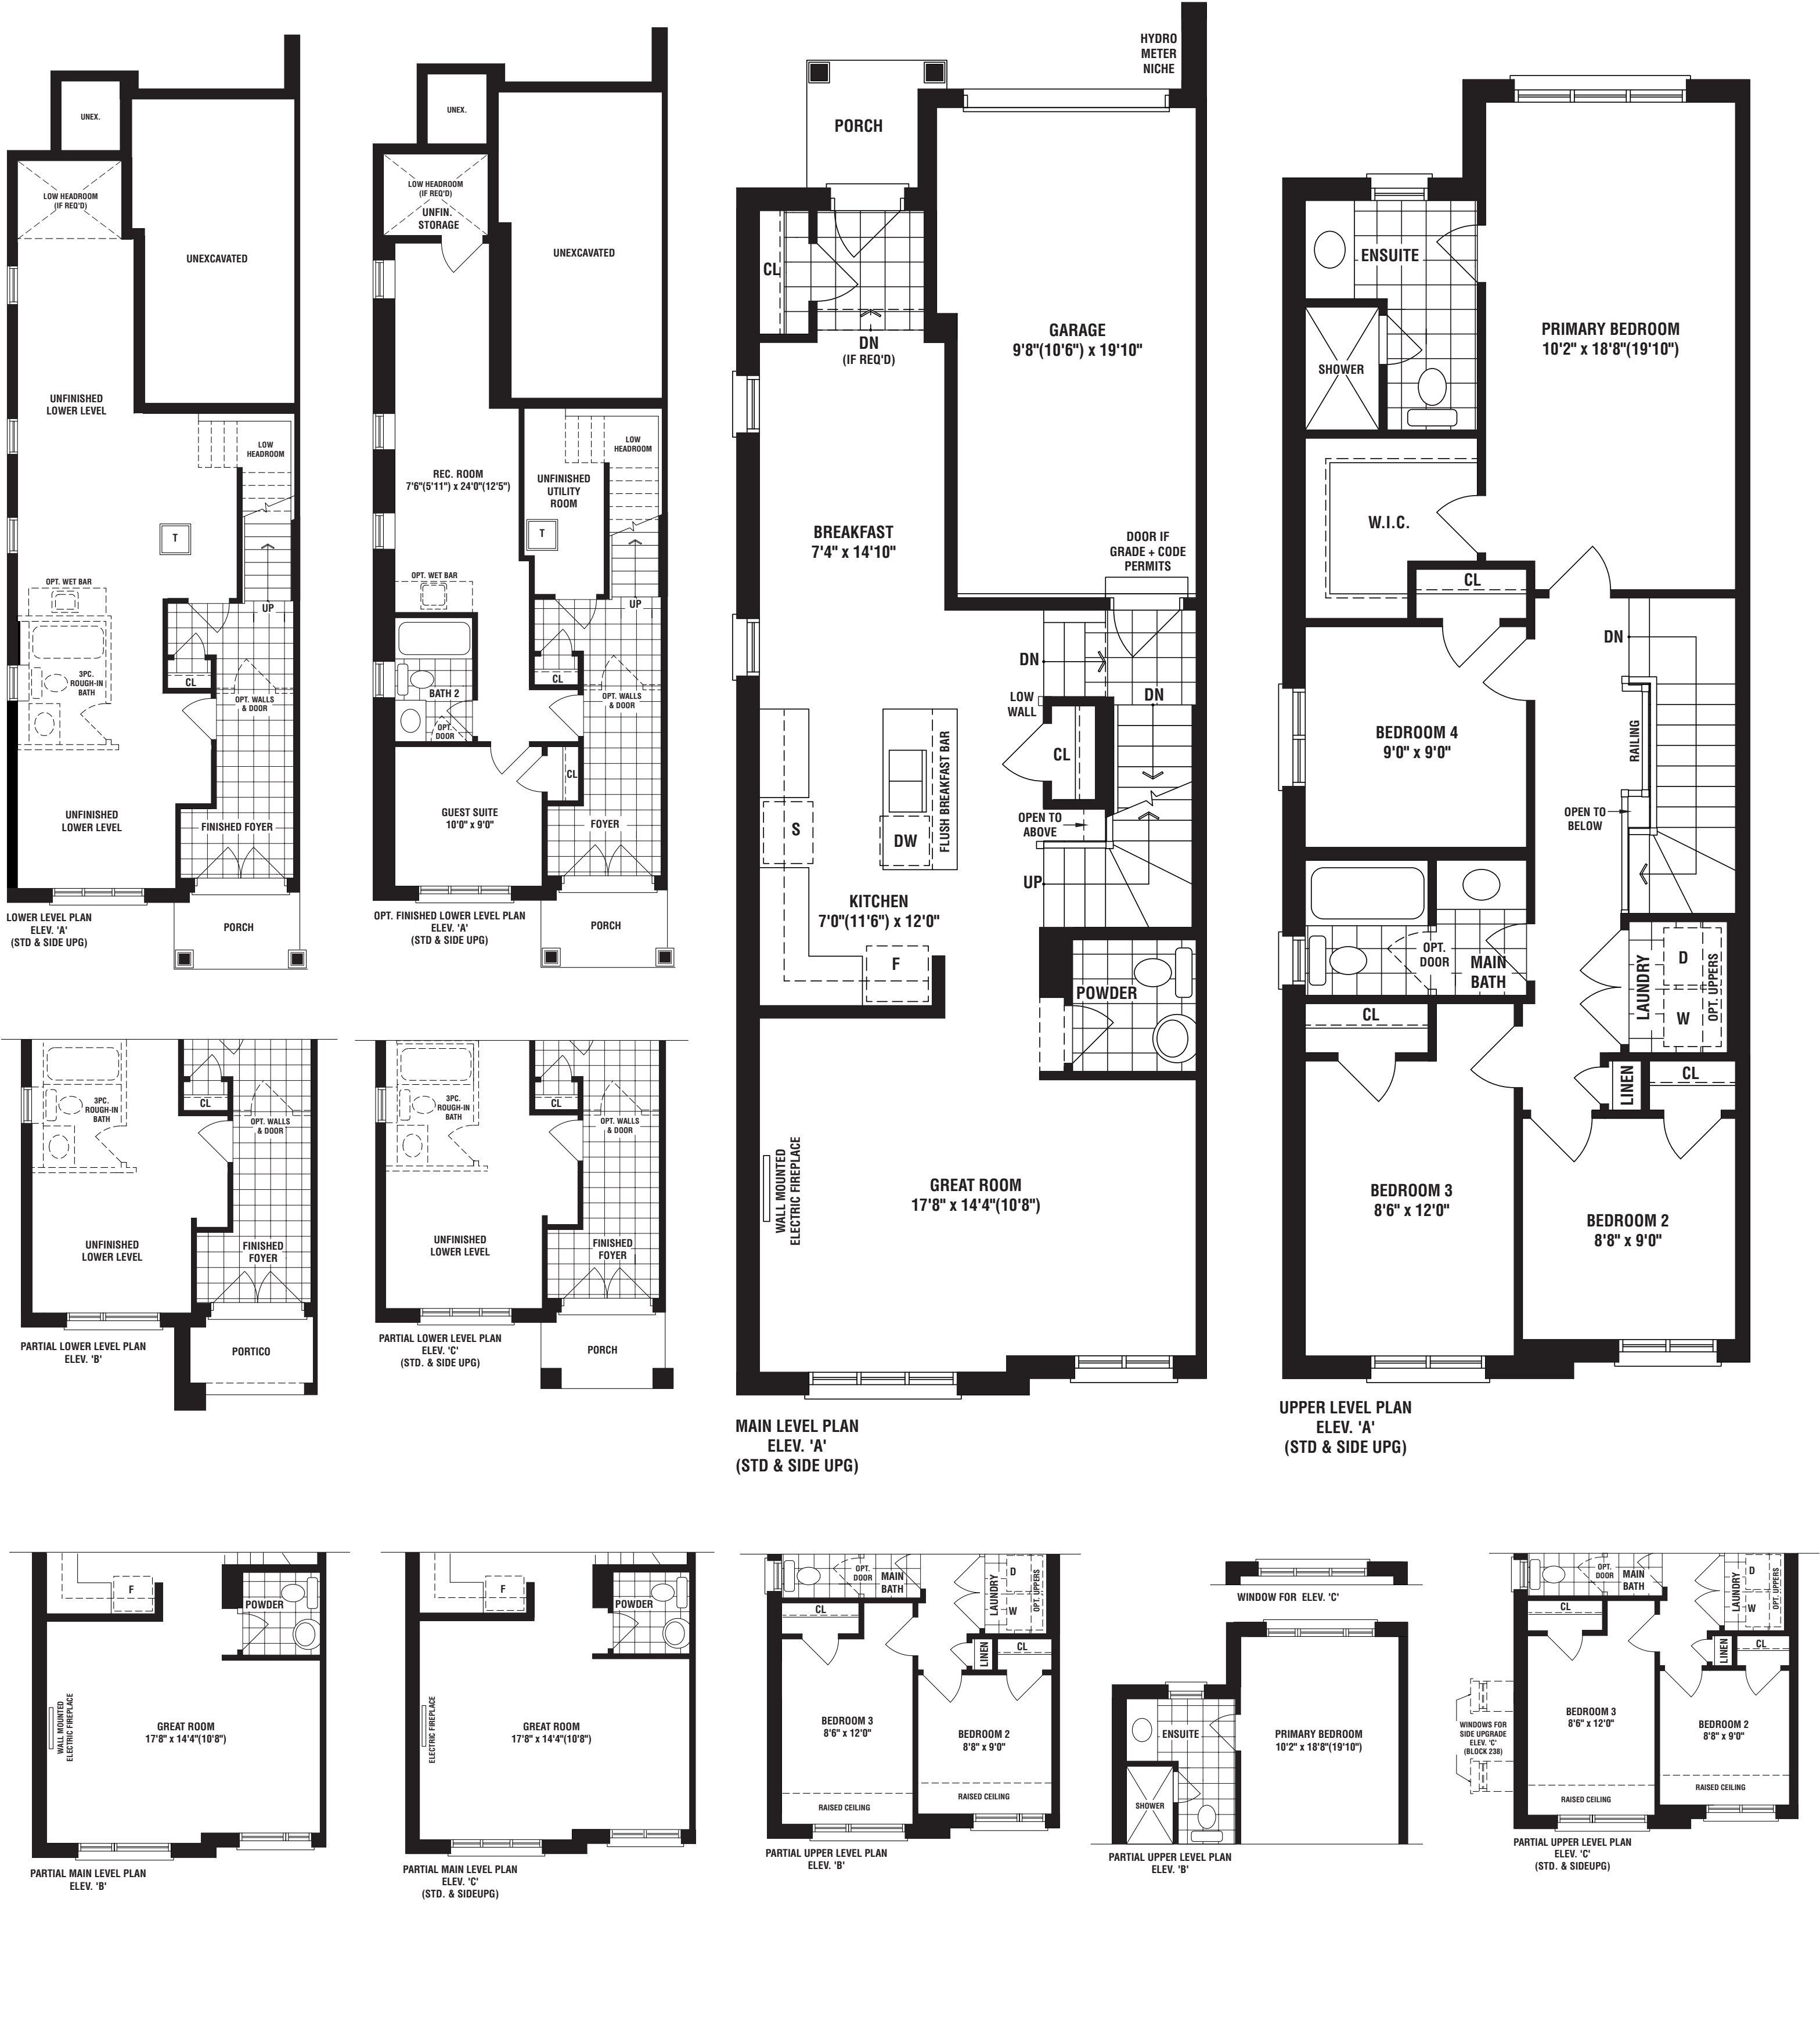 UNEX.
LOW HEADROOM
(IF REQ'D)
UNEXCAVATED
UNFINISHED
LOWER LEVEL
LOW
HEADROOM
T
OPT. WET BAR
UP
3PC.
ROUGH-IN
BATH
CL
OPT. WALLS
& DOOR
UNFINISHED
LOWER LEVEL
FINISHED FOYER
PORCH
LOWER LEVEL PLAN
ELEV. 'A'
(STD & SIDE UPG)
UNEX.
LOW HEADROOM
(IF REQ'D)
UNFIN.
STORAGE
UNEXCAVATED
LOW
HEADROOM
REC. ROOM
7'6"(5'11") x 24'0"(12'5")
UNFINISHED
UTILITY
ROOM
T
OPT. WET BAR
UP
CL
BATH 2
OPT. WALLS
& DOOR
OPT.
DOOR
CL
GUEST SUITE
10'0" x 9'0"
FOYER
PORCH
OPT. FINISHED LOWER LEVEL PLAN
ELEV. 'A'
(STD & SIDE UPG)
HYDRO
METER
NICHE
PORCH
CL
DN
(IF REQ'D)
GARAGE
9'8"(10'6") x 19'10"
BREAKFAST
7'4" x 14'10"
DOOR IF
GRADE + CODE
PERMITS
DN
DN
LOW
WALL
CL
FLUSH BREAKFAST BAR
S
DW
OPEN TO
ABOVE
UP
KITCHEN
7'0"(11'6") x 12'0"
F
POWDER
WALL MOUNTED
ELECTRIC FIREPLACE
GREAT ROOM
17'8" x 14'4"(10'8")
MAIN LEVEL PLAN
ELEV. 'A'
(STD & SIDE UPG)
ENSUITE
PRIMARY BEDROOM
10'2" x 18'8"(19'10")
SHOWER
W.I.C.
CL
DN
BEDROOM 4
9'0" x 9'0"
RAILING
OPEN TO
BELOW
OPT.
DOOR
MAIN
BATH
LAUNDRY
D
W
OPT. UPPERS
CL
LINEN
CL
BEDROOM 3
8'6" x 12'0"
BEDROOM 2
8'8" x 9'0"
UPPER LEVEL PLAN
ELEV. 'A'
(STD & SIDE UPG)
3PC.
ROUGH-IN
BATH
CL
OPT. WALLS
& DOOR
UNFINISHED
LOWER LEVEL
FINISHED
FOYER
PORTICO
PARTIAL LOWER LEVEL PLAN
ELEV. 'B'
3PC.
ROUGH-IN
BATH
CL
OPT. WALLS
& DOOR
UNFINISHED
LOWER LEVEL
FINISHED
FOYER
PORCH
PARTIAL LOWER LEVEL PLAN
ELEV. 'C'
(STD. & SIDE UPG)
F
POWDER
WALL MOUNTED
ELECTRIC FIREPLACE
GREAT ROOM
17'8" x 14'4"(10'8")
PARTIAL MAIN LEVEL PLAN
ELEV. 'B'
F
POWDER
ELECTRIC FIREPLACE
GREAT ROOM
17'8" x 14'4"(10'8")
PARTIAL MAIN LEVEL PLAN
ELEV. 'C'
(STD. & SIDEUPG)
OPT.
DOOR
MAIN
BATH
LAUNDRY
D
W
OPT. UPPERS
CL
LINEN
CL
BEDROOM 3
8'6" x 12'0"
BEDROOM 2
8'8" x 9'0"
RAISED CEILING
RAISED CEILING
PARTIAL UPPER LEVEL PLAN
ELEV. 'B'
WINDOW FOR ELEV. 'C'
ENSUITE
PRIMARY BEDROOM
10'2" x 18'8"(19'10")
SHOWER
PARTIAL UPPER LEVEL PLAN
ELEV. 'B'
OPT.
DOOR
MAIN
BATH
LAUNDRY
D
W
OPT. UPPERS
CL
LINEN
CL
WINDOWS FOR
SIDE UPGRADE
ELEV. 'C'
(BLOCK 238)
BEDROOM 3
8'6" x 12'0"
BEDROOM 2
8'8" x 9'0"
RAISED CEILING
RAISED CEILING
PARTIAL UPPER LEVEL PLAN
ELEV. 'C'
(STD. & SIDEUPG)